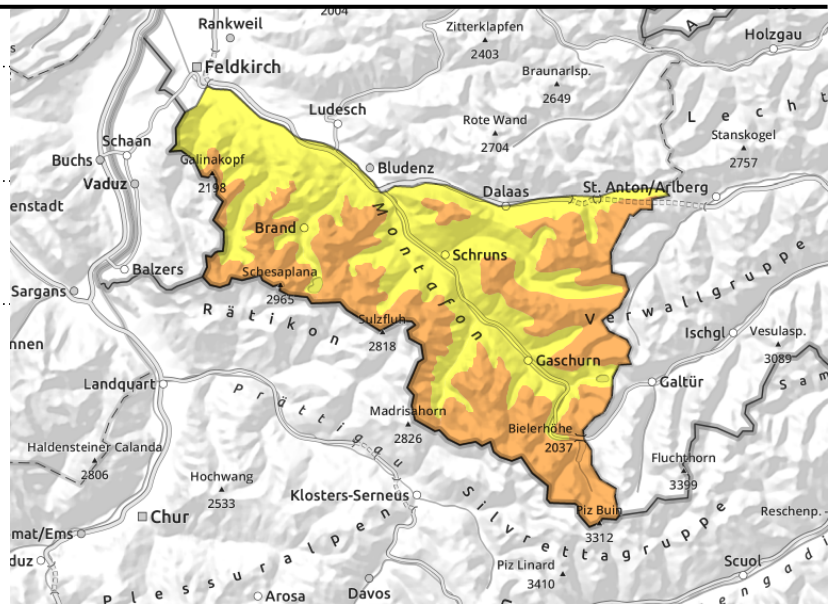 2004
Rankweil
Zitterklapfen
2403
Holzgau
Feldkirch
Braunarlsp.
2649
Ludesch
Rote Wand
2704
Lecht
Stanskogel
2757
Schaan
Buchs
Galinakopf
2198
Bludenz
Vaduz
Dalaas
St. Anton/Arlberg
enstadt
Montafon
Brand
Schruns
Balzers
Schesaplana
2965
Sargans
Rätikon
Sulzfluh
2818
Verwallgruppe
Ischgl
Vesulasp.
3089
nnen
Gaschurn
Landquart
Galtür
Sam
Prättigau
Madrisahorn
2826
Bielerhöhe
2037
Haldensteiner Calanda
2806
Hochwang
2533
Fluchthorn
3399
Klosters-Serneus
Silvrettagruppe
Piz Buin
3312
Reschenp.
Chur
mat/Ems
duz
Plessuralpen
Piz Linard
3410
Scuol
engadi
Arosa
Davos